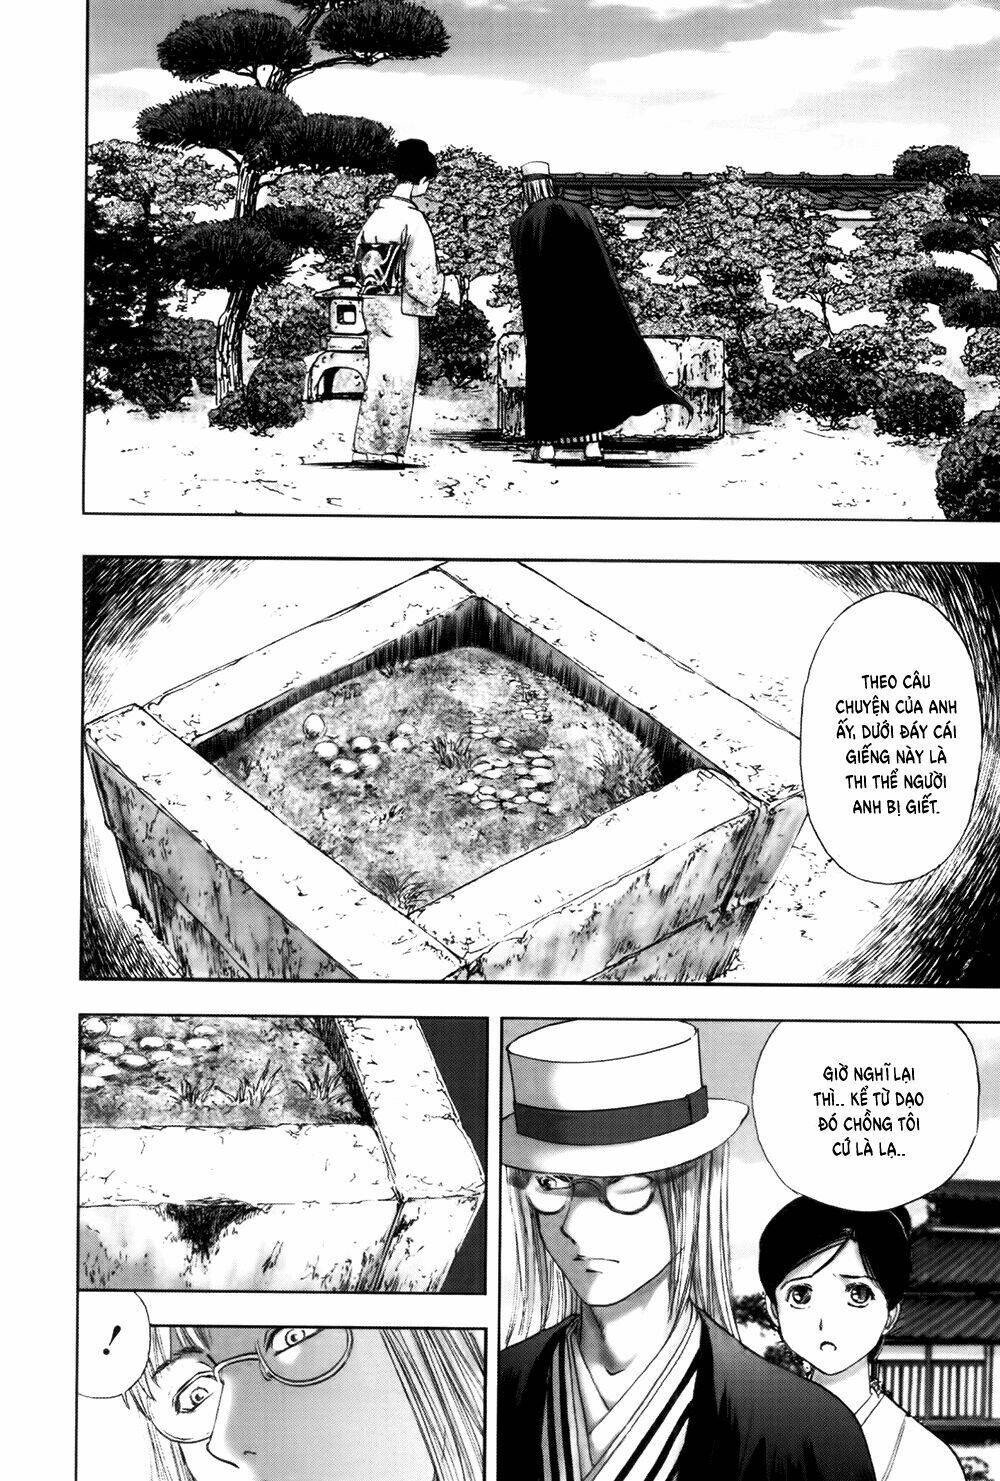 THEO CÂU
CHUYỆN CỦA ANH
ẤY, DƯỚI ĐÁY CÁI
GIẾNG NÀY LÀ
THI THỂ NGƯỜI
ANH BỊ GIẾT.
GIỜ NGHĨ LẠI
THÌ.. KỂ TỪ DẠO
ĐÓ CHỒNG TÔI
CỨ LÀ LẠ..
!